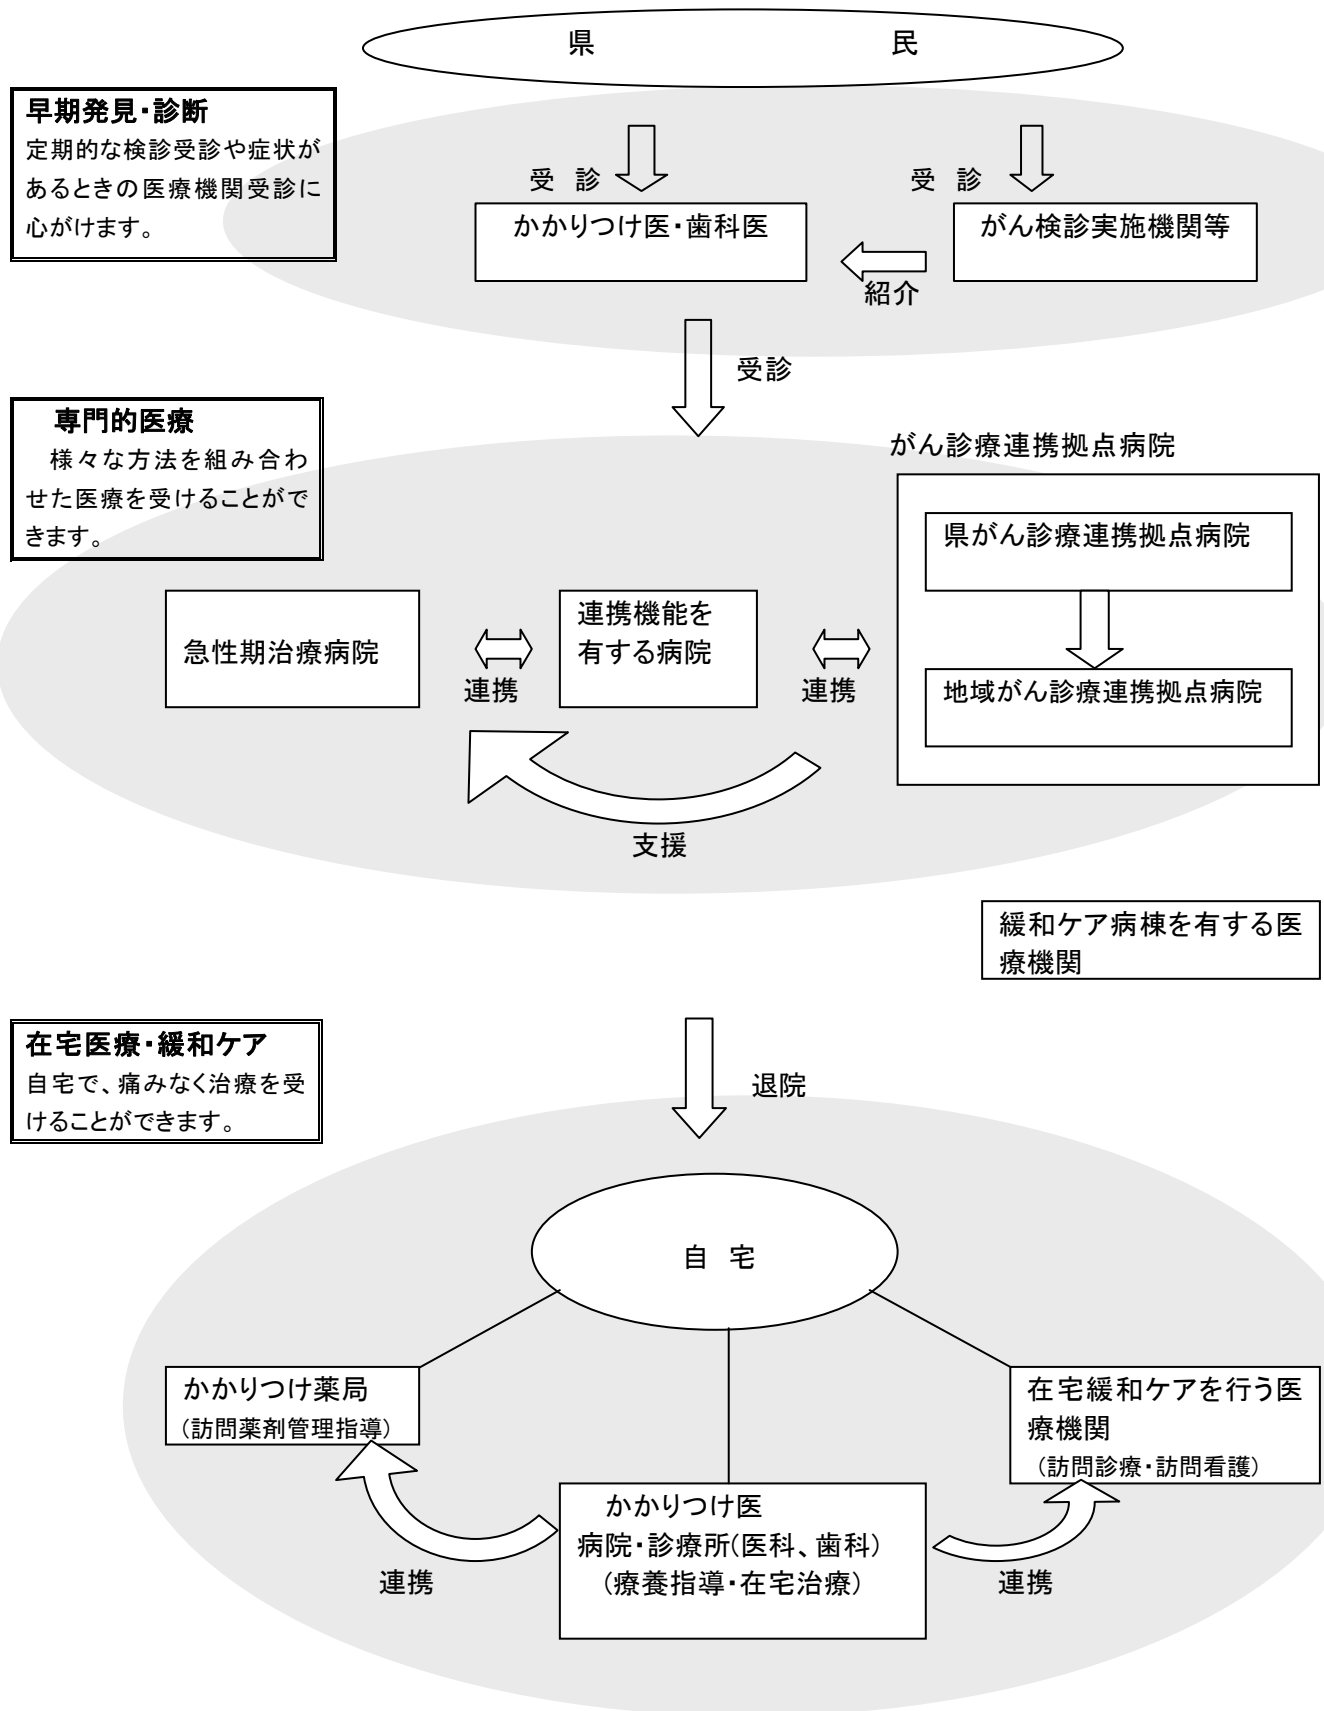 県 民
早期発見・診断
定期的な検診受診や症状が
あるときの医療機関受診に
心がけます。
受 診
受 診
かかりつけ医・歯科医
がん検診実施機関等
紹介
受診
専門的医療
様々な方法を組み合わ
せた医療を受けることがで
きます。
がん診療連携拠点病院
県がん診療連携拠点病院
急性期治療病院
連携機能を
有する病院
連携
連携
地域がん診療連携拠点病院
支援
緩和ケア病棟を有する医
療機関
在宅医療・緩和ケア
自宅で、痛みなく治療を受
けることができます。
退院
自 宅
かかりつけ薬局
(訪問薬剤管理指導)
在宅緩和ケアを行う医
療機関
(訪問診療・訪問看護)
かかりつけ医
病院・診療所(医科、歯科)
(療養指導・在宅治療)
連携
連携